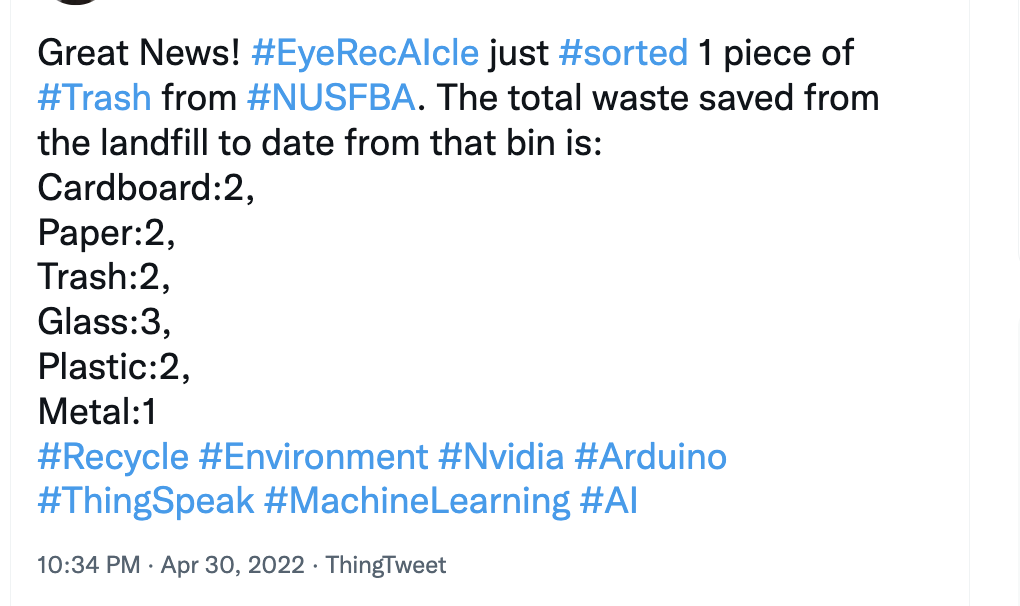 Great News! #EyeRecAIcle just #sorted 1 piece of
#Trash from #NUSFBA. The total waste saved from
the landfill to date from that bin is:
Cardboard:2,
Paper:2,
Trash:2,
Glass:3,
Plastic:2,
Metal:1
#Recycle #Environment #Nvidia #Arduino
#ThingSpeak #MachineLearning #AI
10:34 PM · Apr 30, 2022 · ThingTweet